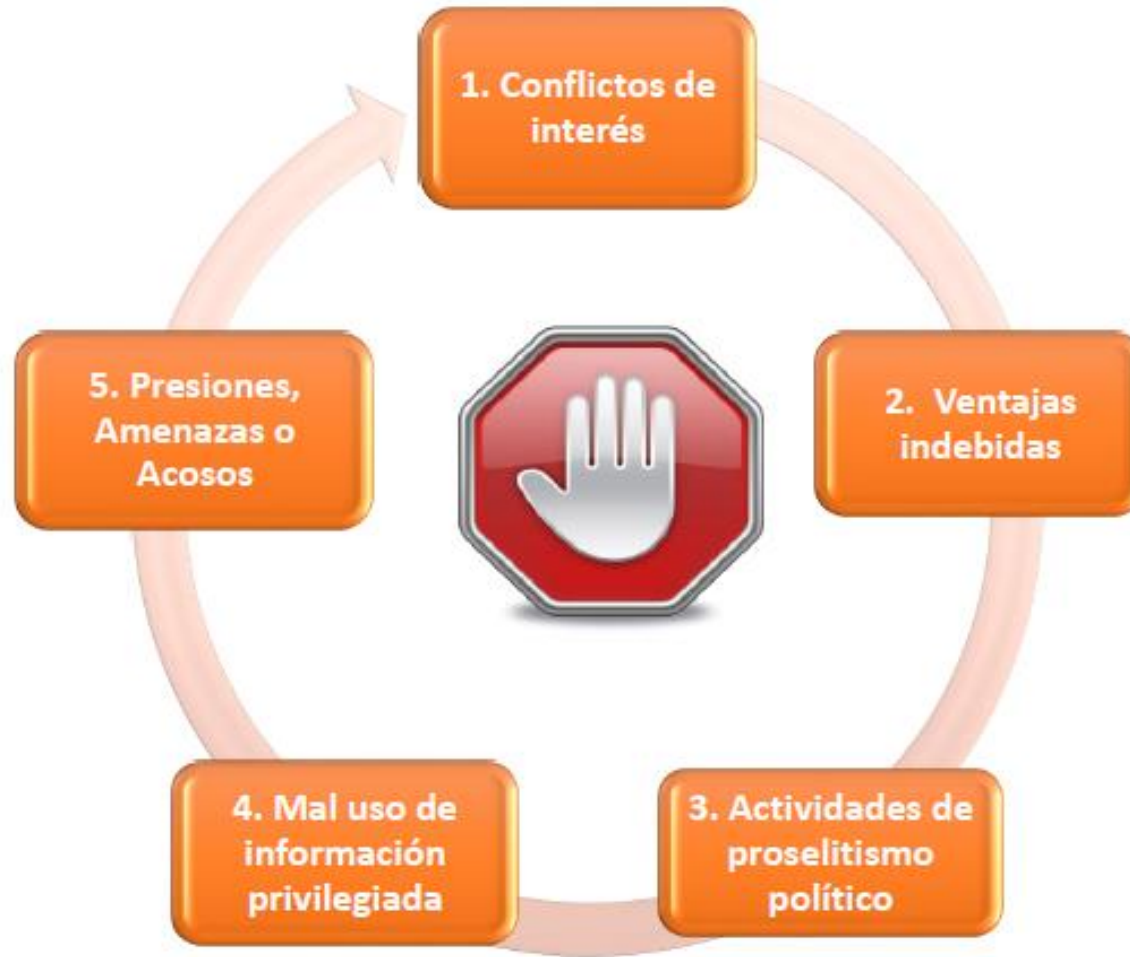 1. Conflictos de
interés
2. Ventajas
indebidas
3. Actividades de
proselitismo
político
4. Mal uso de
información
privilegiada
5. Presiones,
Amenazas o
Acosos